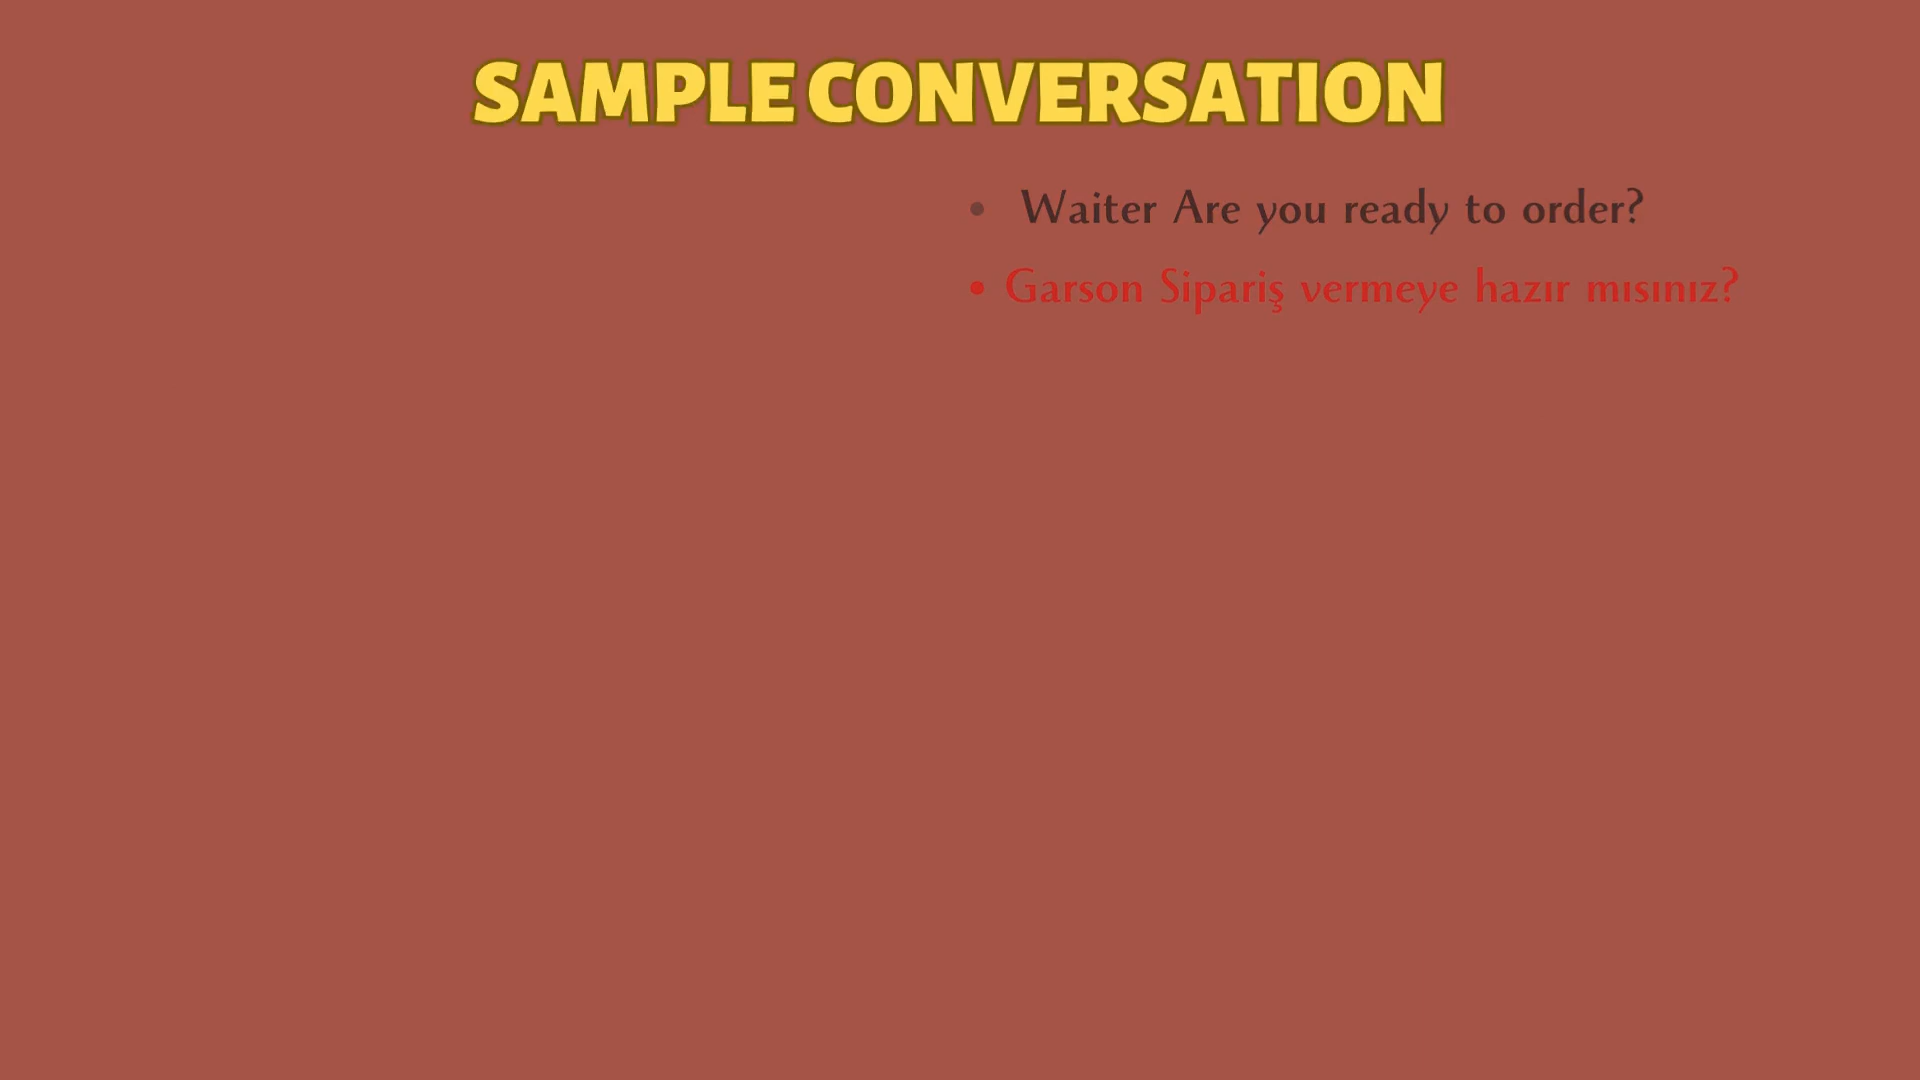 SAMPLE CONVERSATION
• Waiter Are you ready to order?
• Garson Sipariş vermeye hazır mısınız?